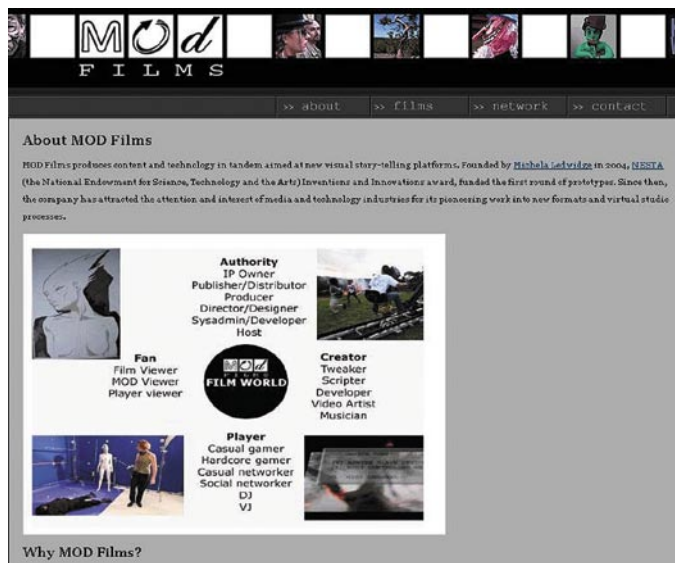 MOD
FILMS
>> about >> films >> network >> contact
About MOD Films
MOD Films produces content and technology in tandem aimed at new visual story-telling platforms. Founded by Michela Ledwidge in 2004, NESTA
(the National Endowment for Science, Technology and the Arts) Inventions and Innovations award, funded the first round of prototypes. Since then,
the company has attracted the attention and interest of media and technology industries for its pioneering work into new formats and virtual studio
processes.
Authority
IP Owner
Publisher/Distributor
Producer
Director/Designer
Sysadmin/Developer
Host
Fan
Film Viewer
MOD Viewer
Player viewer
MOD
FILMS
FILM WORLD
Creator
Tweaker
Scripter
Developer
Video Artist
Musician
Player
Casual gamer
Hardcore gamer
Casual networker
Social networker
DJ
VJ
Why MOD Films?